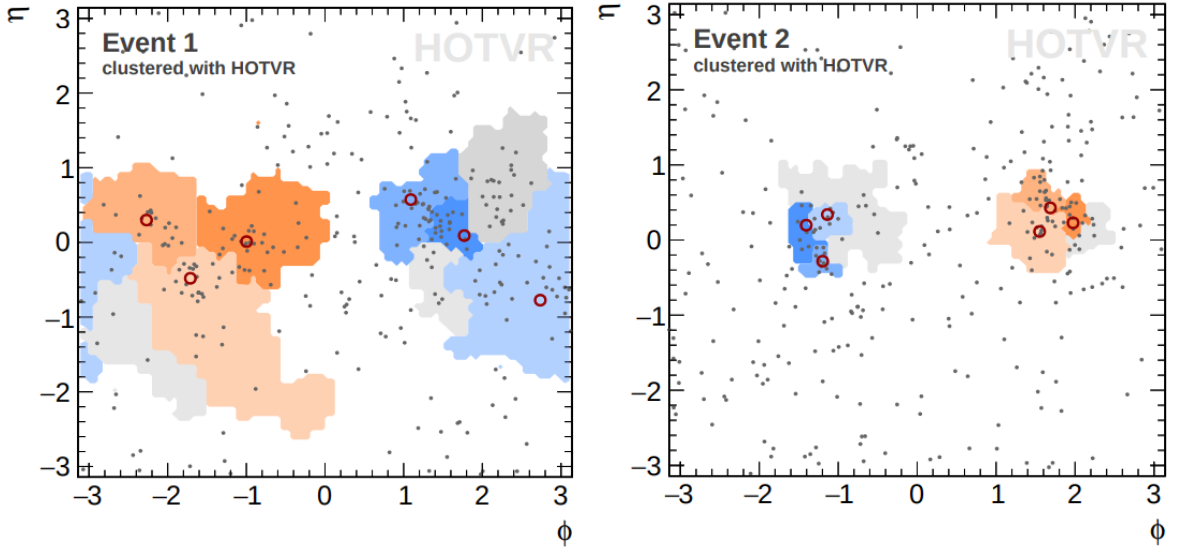 η
3
2
1
0
−1
−2
−3
Event 1
clustered with HOTVR
HOTVR
−3 −2 −1 0 1 2 3
ϕ
η
3
2
1
0
−1
−2
−3
Event 2
clustered with HOTVR
HOTVR
−3 −2 −1 0 1 2 3
ϕ